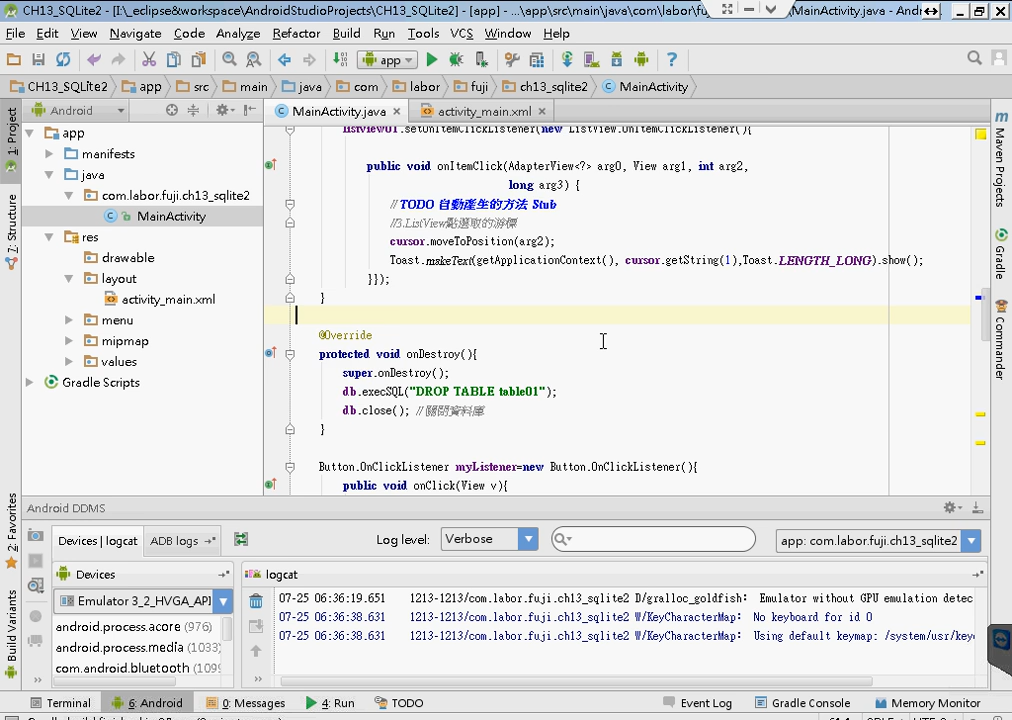 CH13_SQLite2 - [I:\_eclipse&workspace\AndroidStudioProjects\CH13_SQLite2] - [app] - ...\app\src\main\java\com\labor\fu
\MainActivity.java - Andr
File Edit View Navigate Code Analyze Refactor Build Run Tools VCS Window Help
app
CH13_SQLite2 app src main java com labor fuji ch13_sqlite2 MainActivity
Android
MainActivity.java
activity_main.xml
1: Project
7: Structure
2: Favorites
Build Variants
app
manifests
java
com.labor.fuji.ch13_sqlite2
MainActivity
res
drawable
layout
activity_main.xml
menu
mipmap
values
Gradle Scripts
listview01.setOnItemClickListener(new ListView.OnItemClickListener(){
public void onItemClick(AdapterView<?> arg0, View arg1, int arg2,
long arg3) {
//TODO 自動產生的方法 Stub
//3.ListView點選取的游標
cursor.moveToPosition(arg2);
Toast.makeText(getApplicationContext(), cursor.getString(1),Toast.LENGTH_LONG).show();
}});
}
@Override
protected void onDestroy(){
super.onDestroy();
db.execSQL("DROP TABLE table01");
db.close(); //關閉資料庫
}
Button.OnClickListener myListener=new Button.OnClickListener(){
public void onClick(View v){
Maven Projects
Gradle
Commander
Android DDMS
Devices | logcat
ADB logs
Log level:
Verbose
app: com.labor.fuji.ch13_sqlite2
Devices
Emulator 3_2_HVGA_API
android.process.acore (976)
android.process.media (1033)
com.android.bluetooth (1099
logcat
07-25 06:36:19.651 1213-1213/com.labor.fuji.ch13_sqlite2 D/gralloc_goldfish: Emulator without GPU emulation detec
07-25 06:36:38.631 1213-1213/com.labor.fuji.ch13_sqlite2 W/KeyCharacterMap: No keyboard for id 0
07-25 06:36:38.631 1213-1213/com.labor.fuji.ch13_sqlite2 W/KeyCharacterMap: Using default keymap: /system/usr/key
Terminal 6: Android 0: Messages 4: Run TODO Event Log Gradle Console Memory Monitor